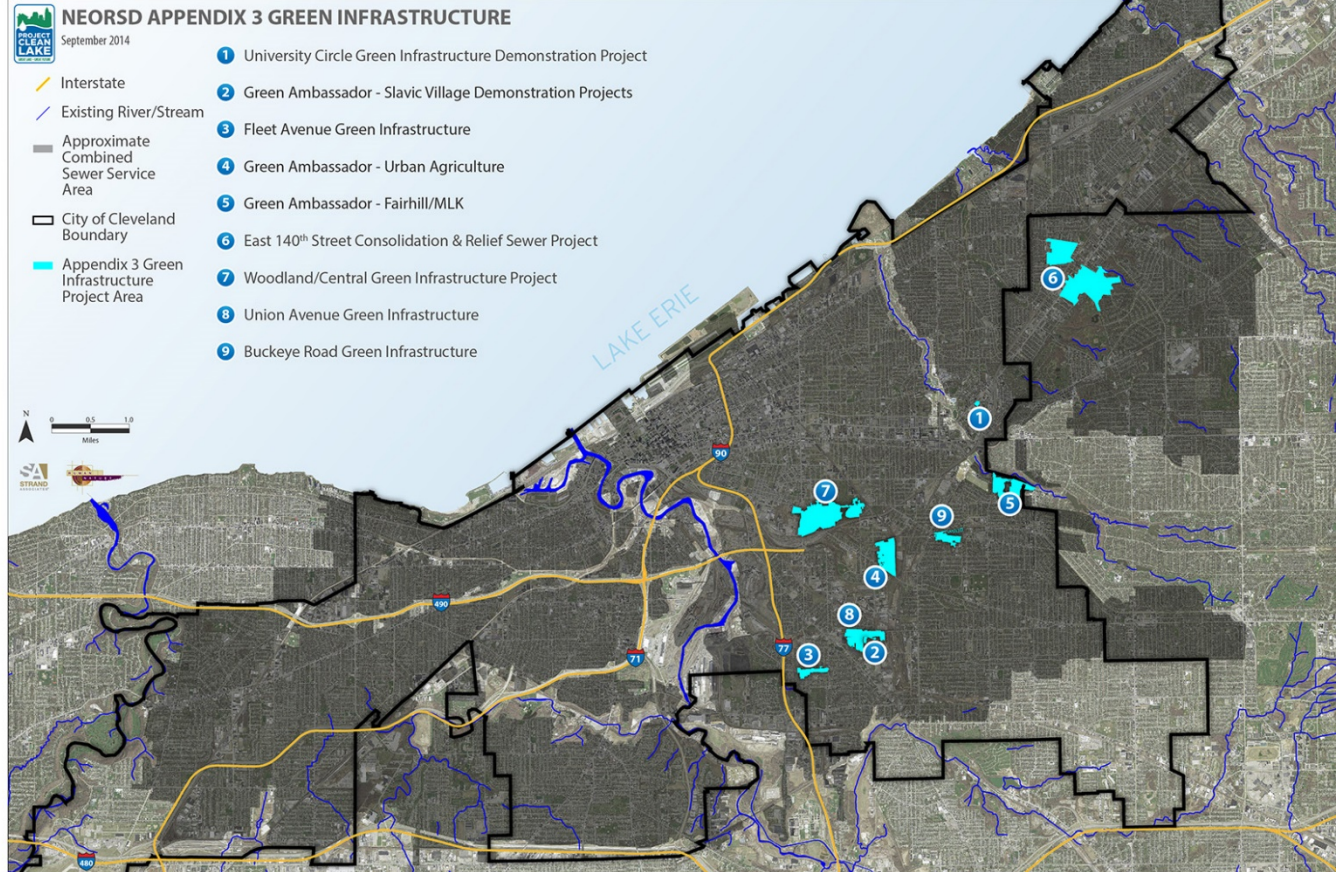 NEORSD APPENDIX 3 GREEN INFRASTRUCTURE
September 2014
PROJECT
CLEAN
LAKE
Interstate
Existing River/Stream
Approximate
Combined
Sewer Service
Area
City of Cleveland
Boundary
Appendix 3 Green
Infrastructure
Project Area
1 University Circle Green Infrastructure Demonstration Project
2 Green Ambassador - Slavic Village Demonstration Projects
3 Fleet Avenue Green Infrastructure
4 Green Ambassador - Urban Agriculture
5 Green Ambassador - Fairhill/MLK
6 East 140th Street Consolidation & Relief Sewer Project
7 Woodland/Central Green Infrastructure Project
8 Union Avenue Green Infrastructure
9 Buckeye Road Green Infrastructure
N
0 0.5 1.0
Miles
SA
STRAND
ASSOCIATES
LAKE ERIE
6
1
90
7
5
9
4
490
8
71
77
3
2
480